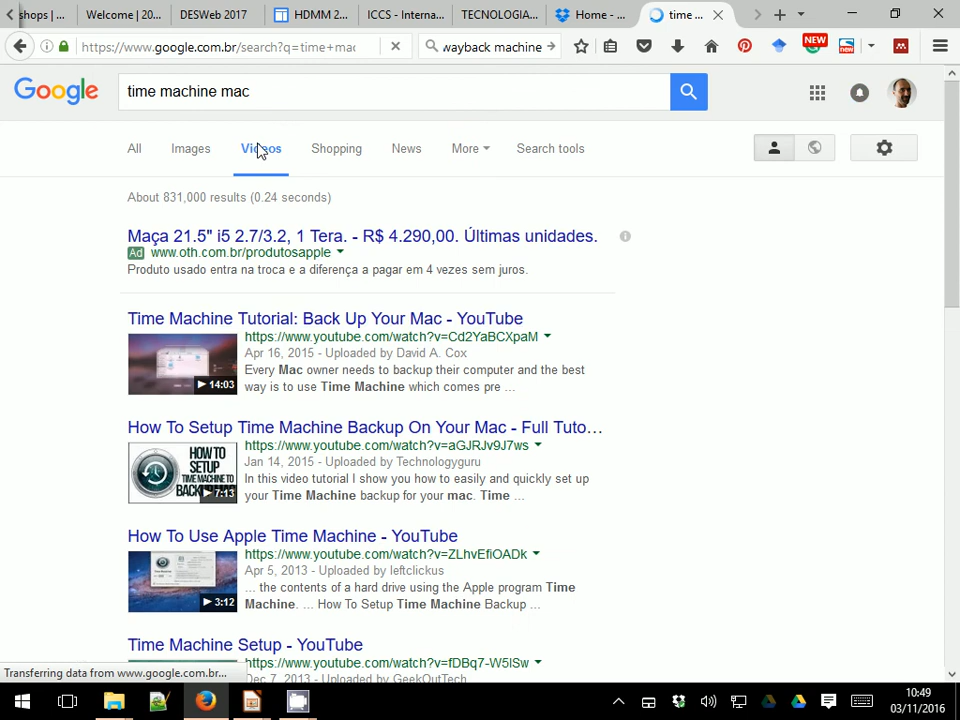 shops | ...
Welcome | 20...
DESWeb 2017
HDMM 2...
ICCS - Interna...
TECNOLOGIA...
Home - ...
time ...
https://www.google.com.br/search?q=time+mac
wayback machine
NEW
Google
time machine mac
All
Images
Videos
Shopping
News
More
Search tools
About 831,000 results (0.24 seconds)
Maça 21.5" i5 2.7/3.2, 1 Tera. - R$ 4.290,00. Últimas unidades.
Ad www.oth.com.br/produtosapple
Produto usado entra na troca e a diferença a pagar em 4 vezes sem juros.
Time Machine Tutorial: Back Up Your Mac - YouTube
https://www.youtube.com/watch?v=Cd2YaBCXpaM
Apr 16, 2015 - Uploaded by David A. Cox
Every Mac owner needs to backup their computer and the best
way is to use Time Machine which comes pre ...
14:03
How To Setup Time Machine Backup On Your Mac - Full Tuto...
https://www.youtube.com/watch?v=aGJRJv9J7ws
Jan 14, 2015 - Uploaded by Technologyguru
In this video tutorial I show you how to easily and quickly set up
your Time Machine backup for your mac. Time ...
HOW TO
SETUP
TIME MACHINE TO
BACKUP
7:13
How To Use Apple Time Machine - YouTube
https://www.youtube.com/watch?v=ZLhvEfiOADk
Apr 5, 2013 - Uploaded by leftclickus
... the contents of a hard drive using the Apple program Time
Machine. ... How To Setup Time Machine Backup ...
3:12
Time Machine Setup - YouTube
https://www.youtube.com/watch?v=fDBq7-W5lSw
Dec 7, 2013 - Uploaded by GeekOutTech
Transferring data from www.google.com.br...
10:49
03/11/2016